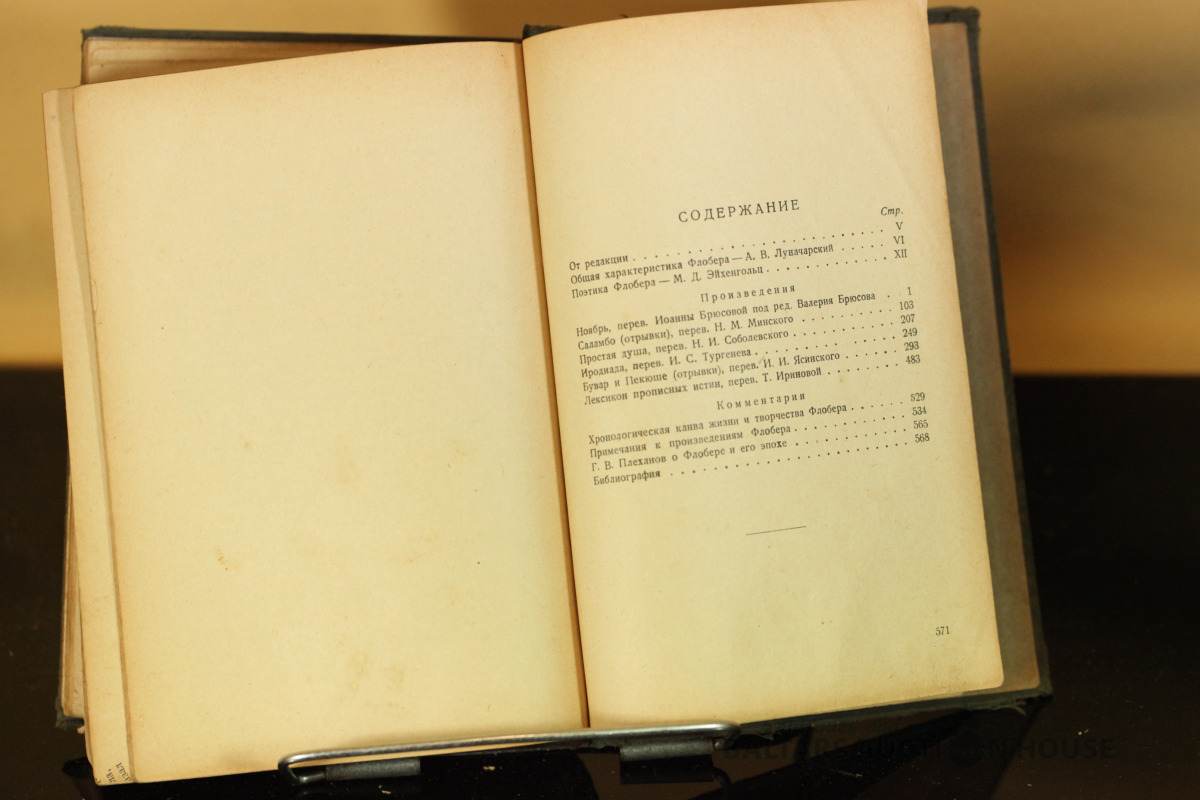 СОДЕРЖАНИЕ
Стр.
От редакции . . . . . . . . . . . . . . . . . . . . . . V
Общая характеристика Флобера — А. В. Луначарский . . . . . VI
Поэтика Флобера — М. Д. Эйхенгольц . . . . . . . . . . XII
Произведения
Ноябрь, перев. Иоанны Брюсовой под ред. Валерия Брюсова . . 1
Саламбо (отрывки), перев. Н. М. Минского . . . . . . . . 103
Простая душа, перев. Н. И. Соболевского . . . . . . . . . 207
Иродиада, перев. И. С. Тургенева . . . . . . . . . . . . 249
Бувар и Пекюше (отрывки), перев. И. И. Ясинского . . . . . . 293
Лексикон прописных истин, перев. Т. Ириновой . . . . . . . . 483
Комментарии
Хронологическая канва жизни и творчества Флобера . . . . . . 529
Примечания к произведениям Флобера . . . . . . . . . . 534
Г. В. Плеханов о Флобере и его эпохе . . . . . . . . . . 565
Библиография . . . . . . . . . . . . . . . . . . . . 568
571
AUCTION HOUSE